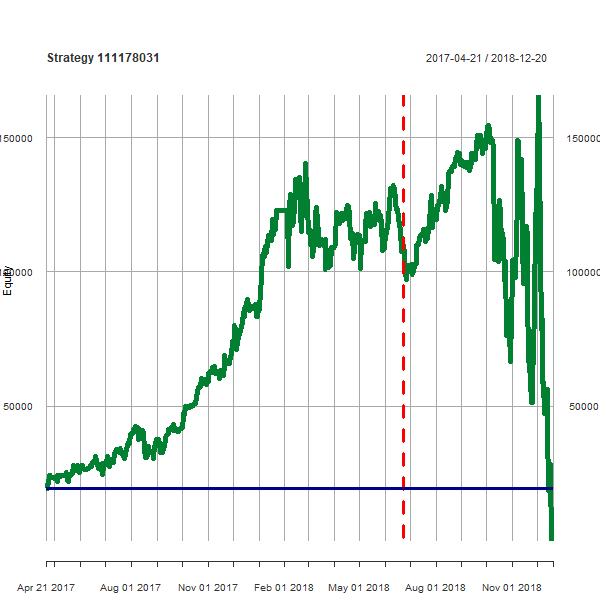 Strategy 111178031
2017-04-21 / 2018-12-20
150000
150000
100000
100000
Equity
50000
50000
Apr 21 2017
Aug 01 2017
Nov 01 2017
Feb 01 2018
May 01 2018
Aug 01 2018
Nov 01 2018